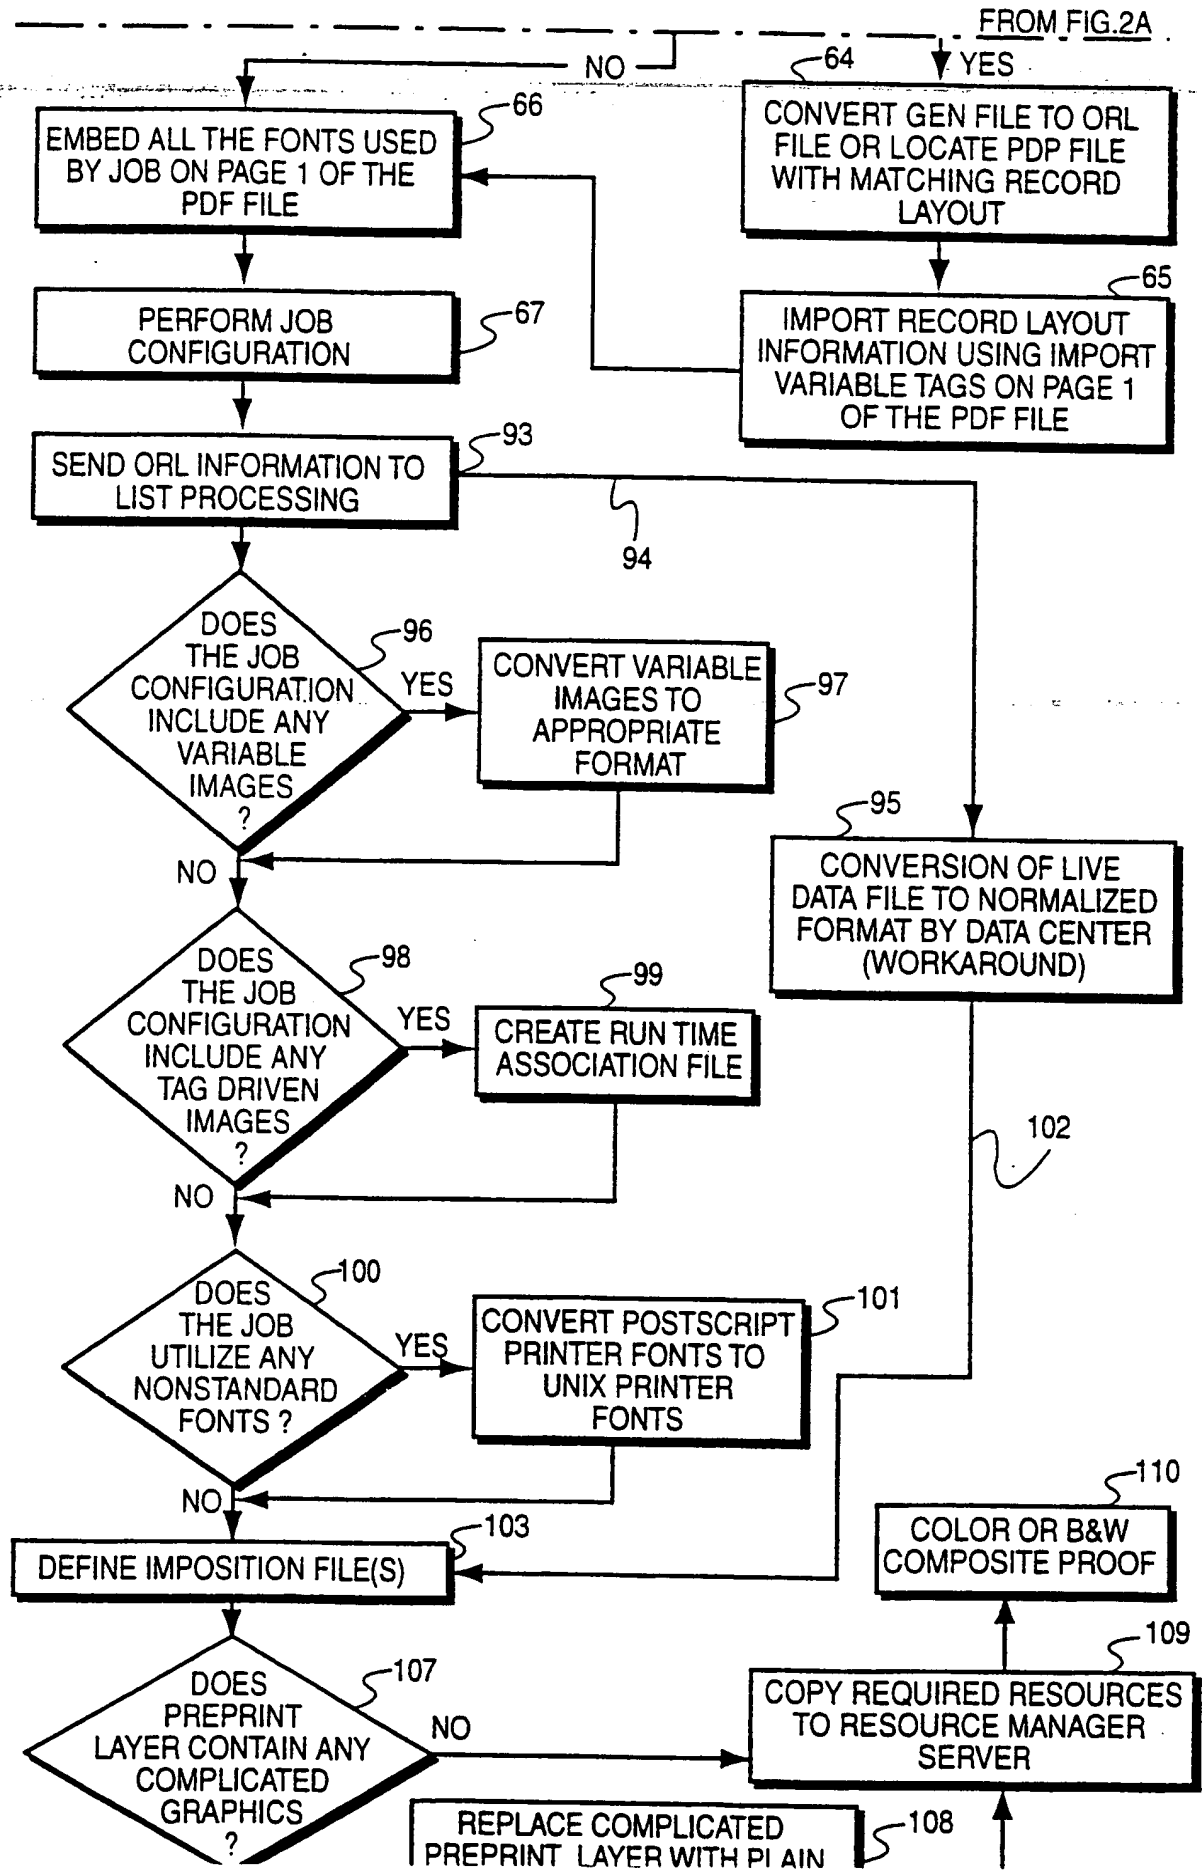 FROM FIG.2A
NO
YES
64
CONVERT GEN FILE TO ORL
FILE OR LOCATE PDP FILE
WITH MATCHING RECORD
LAYOUT
66
EMBED ALL THE FONTS USED
BY JOB ON PAGE 1 OF THE
PDF FILE
65
IMPORT RECORD LAYOUT
INFORMATION USING IMPORT
VARIABLE TAGS ON PAGE 1
OF THE PDF FILE
67
PERFORM JOB
CONFIGURATION
93
SEND ORL INFORMATION TO
LIST PROCESSING
94
96
DOES
THE JOB
CONFIGURATION
INCLUDE ANY
VARIABLE
IMAGES
?
YES
CONVERT VARIABLE
IMAGES TO
APPROPRIATE
FORMAT
97
NO
95
CONVERSION OF LIVE
DATA FILE TO NORMALIZED
FORMAT BY DATA CENTER
(WORKAROUND)
98
DOES
THE JOB
CONFIGURATION
INCLUDE ANY
TAG DRIVEN
IMAGES
?
YES
99
CREATE RUN TIME
ASSOCIATION FILE
102
NO
100
DOES
THE JOB
UTILIZE ANY
NONSTANDARD
FONTS ?
YES
101
CONVERT POSTSCRIPT
PRINTER FONTS TO
UNIX PRINTER
FONTS
NO
103
DEFINE IMPOSITION FILE(S)
110
COLOR OR B&W
COMPOSITE PROOF
107
DOES
PREPRINT
LAYER CONTAIN ANY
COMPLICATED
GRAPHICS
?
NO
109
COPY REQUIRED RESOURCES
TO RESOURCE MANAGER
SERVER
108
REPLACE COMPLICATED
PREPRINT LAYER WITH PLAIN